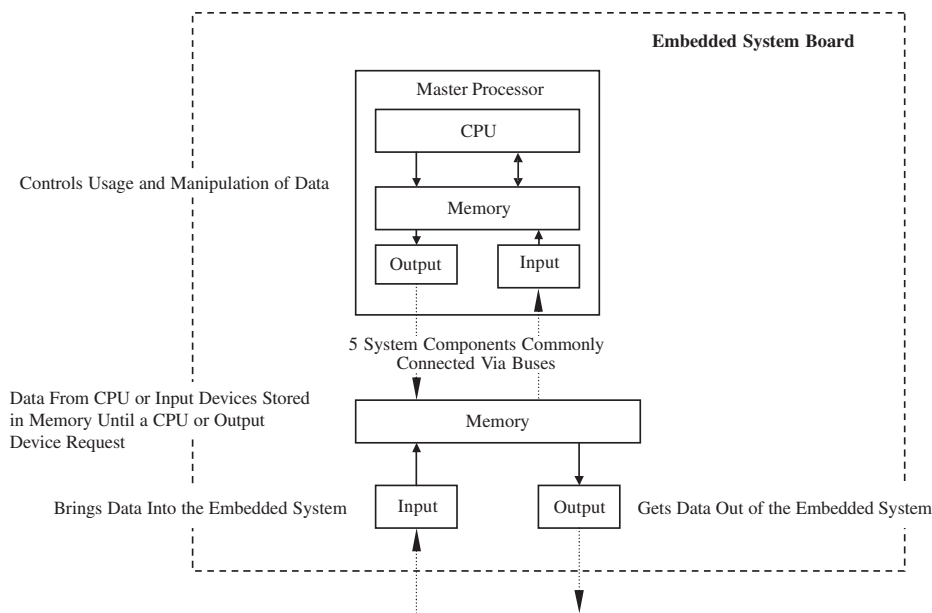 Embedded System Board
Master Processor
CPU
Controls Usage and Manipulation of Data
Memory
Output
Input
5 System Components Commonly
Connected Via Buses
Data From CPU or Input Devices Stored
in Memory Until a CPU or Output
Device Request
Memory
Brings Data Into the Embedded System
Input
Output
Gets Data Out of the Embedded System